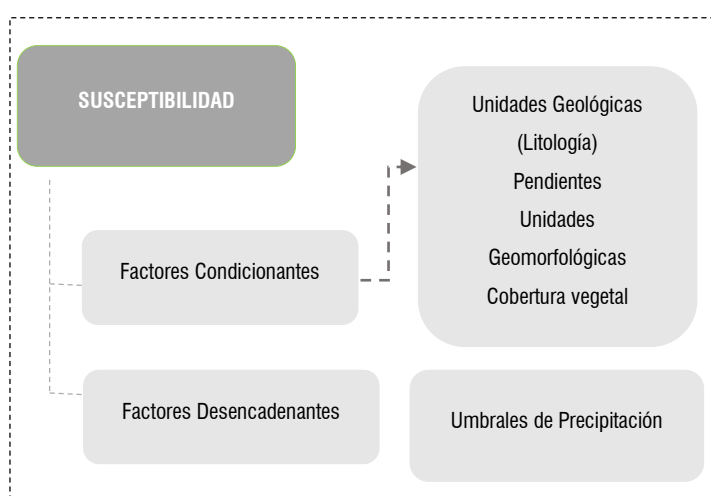 SUSCEPTIBILIDAD
Factores Condicionantes
Unidades Geológicas
(Litología)
Pendientes
Unidades
Geomorfológicas
Cobertura vegetal
Factores Desencadenantes
Umbrales de Precipitación